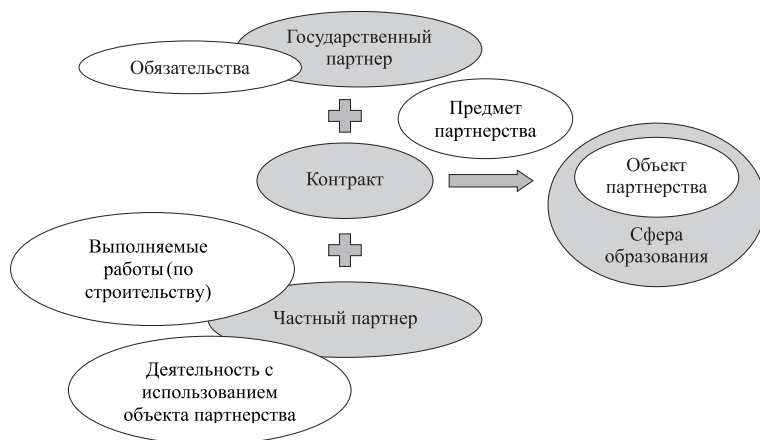 Государственный
партнер
Обязательства
Предмет
партнерства
Контракт
Объект
партнерства
Сфера
образования
Выполняемые
работы (по
строительству)
Частный партнер
Деятельность с
использованием
объекта партнерства